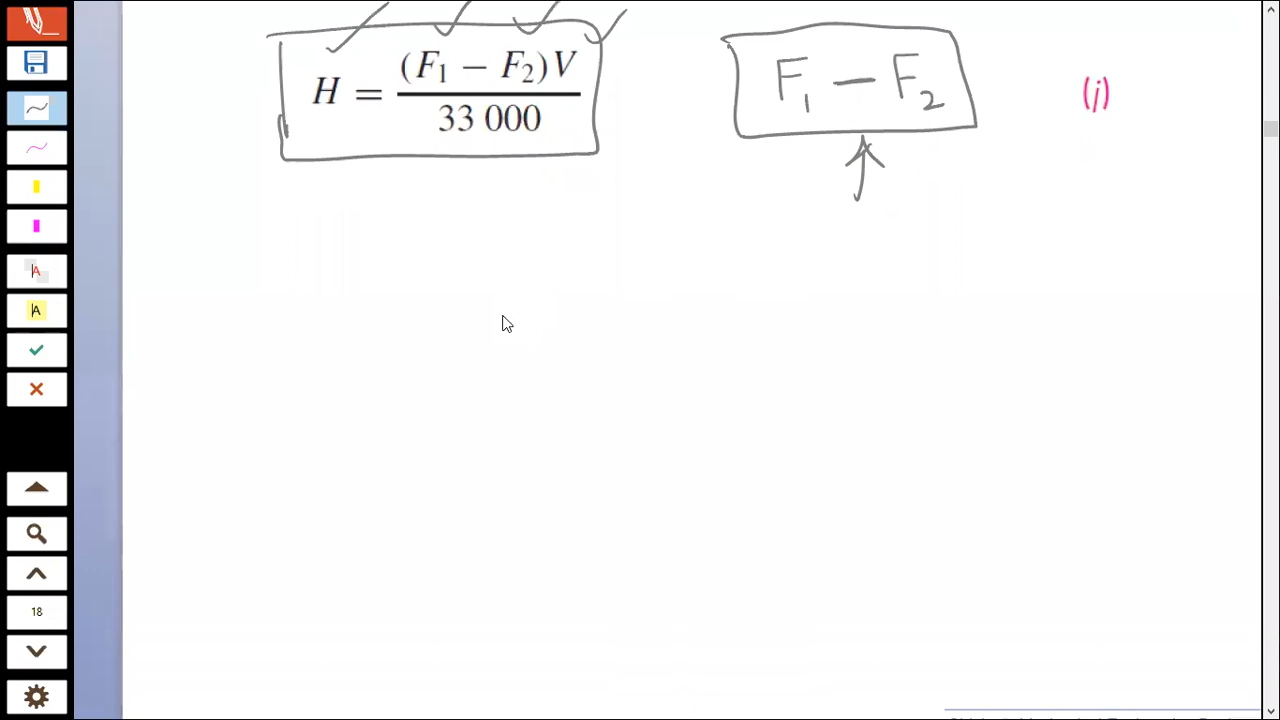 H = (F₁ − F₂)V / 33 000
F₁ − F₂
(i)
A
A
18